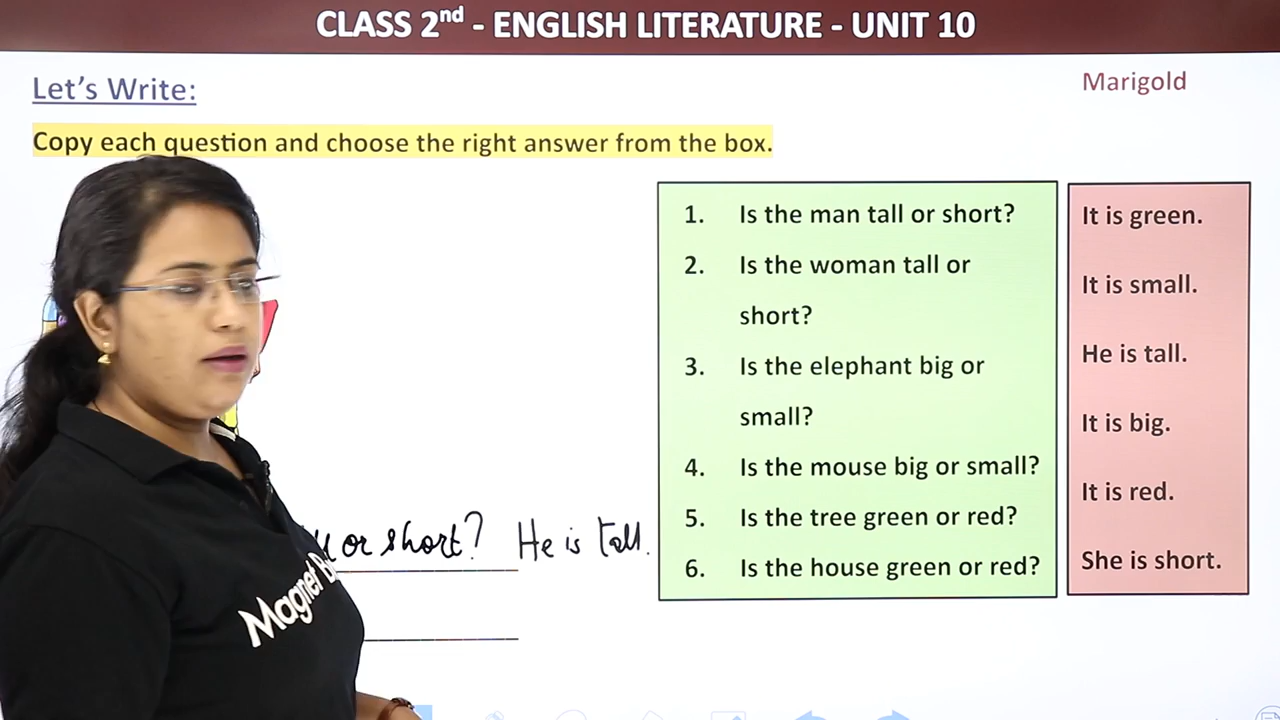 CLASS 2nd - ENGLISH LITERATURE - UNIT 10
Let's Write:
Marigold
Copy each question and choose the right answer from the box.
1. Is the man tall or short?
2. Is the woman tall or
short?
3. Is the elephant big or
small?
4. Is the mouse big or small?
5. Is the tree green or red?
6. Is the house green or red?
It is green.
It is small.
He is tall.
It is big.
It is red.
She is short.
or short? He is tall.
Magnet